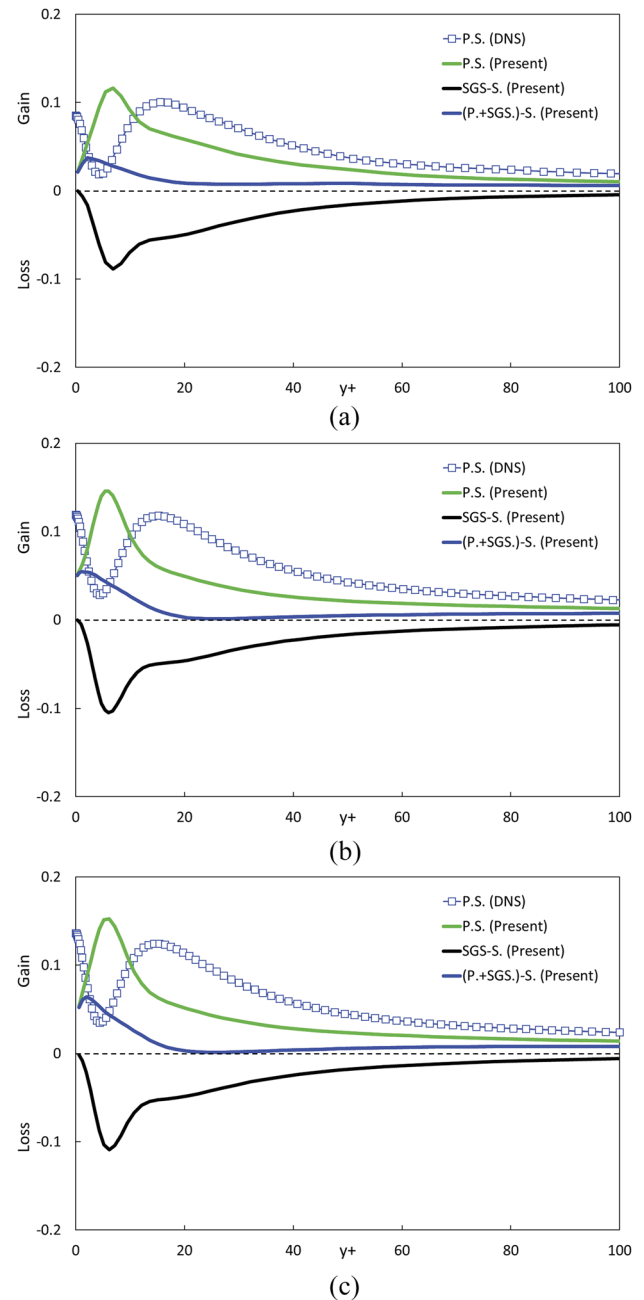 0.2
P.S. (DNS)
P.S. (Present)
SGS-S. (Present)
(P.+SGS.)-S. (Present)
Gain
0.1
0
Loss
-0.1
-0.2
0 20 40 y+ 60 80 100
(a)
0.2
P.S. (DNS)
P.S. (Present)
SGS-S. (Present)
(P.+SGS.)-S. (Present)
Gain
0.1
0
Loss
-0.1
-0.2
0 20 40 y+ 60 80 100
(b)
0.2
P.S. (DNS)
P.S. (Present)
SGS-S. (Present)
(P.+SGS.)-S. (Present)
Gain
0.1
0
Loss
-0.1
-0.2
0 20 40 y+ 60 80 100
(c)